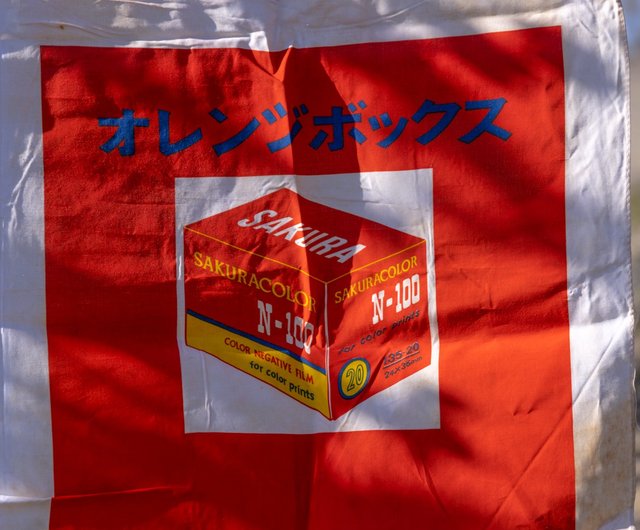 オレンジボックス
SAKURA
SAKURACOLOR
N-100
COLOR NEGATIVE FILM
for color prints
SAKURACOLOR
N-100
for color prints
20
135-20
24×36mm